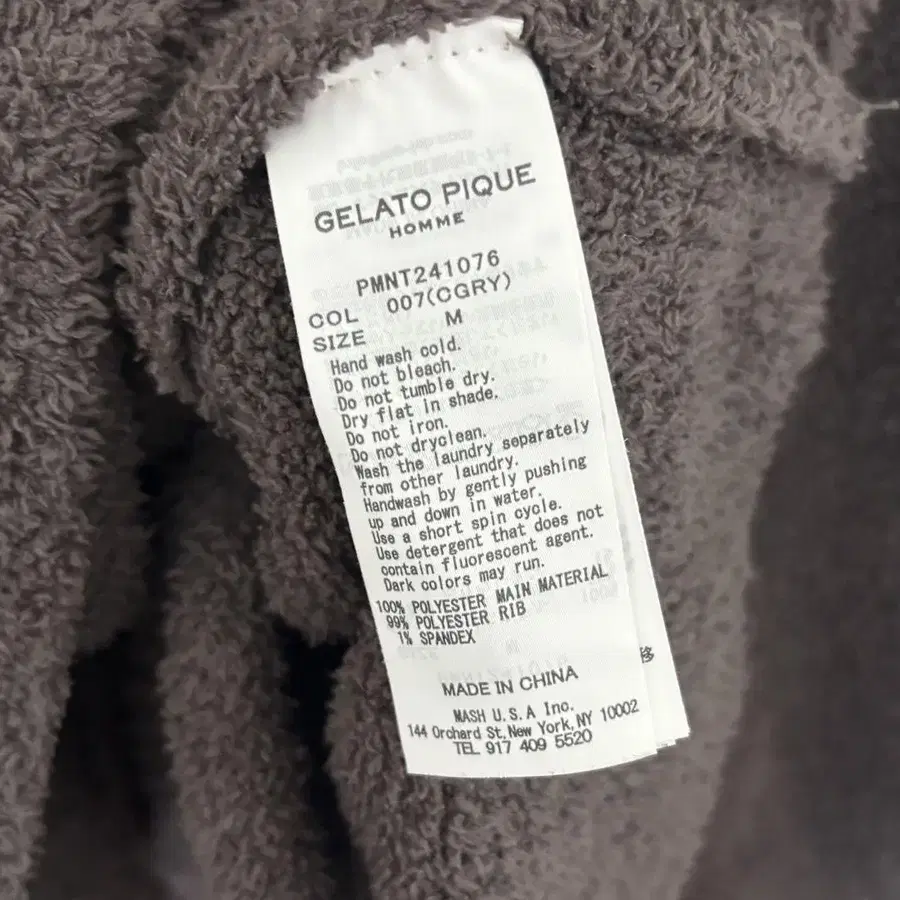 GELATO PIQUE
HOMME
PMNT241076
COL 007(CGRY)
SIZE M
Hand wash cold.
Do not bleach.
Do not tumble dry.
Dry flat in shade.
Do not iron.
Do not dryclean.
Wash the laundry separately
from other laundry.
Handwash by gently pushing
up and down in water.
Use a short spin cycle.
Use detergent that does not
contain fluorescent agent.
Dark colors may run.
100% POLYESTER MAIN MATERIAL
99% POLYESTER RIB
1% SPANDEX
移
MADE IN CHINA
MASH U.S.A Inc.
144 Orchard St, New York, NY 10002
TEL 917 409 5520